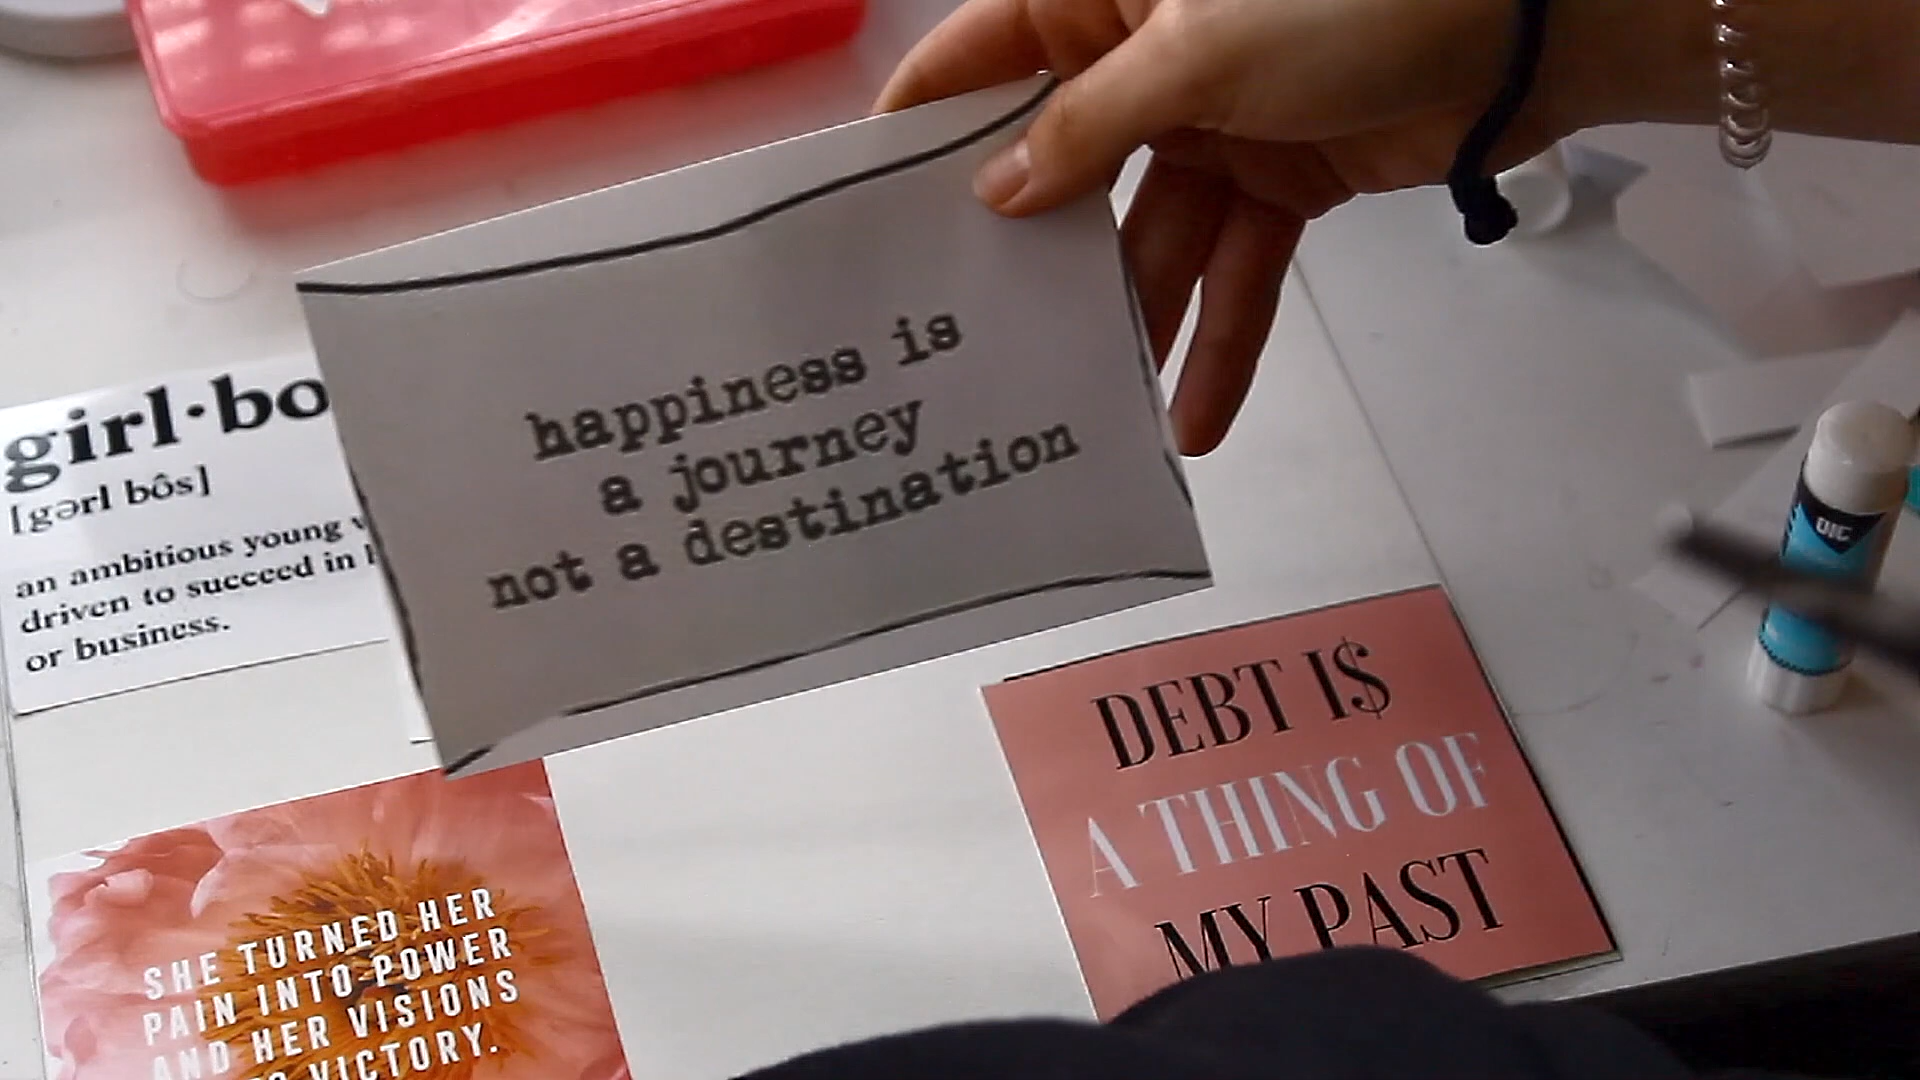 girl·bo
[gərl bôs]
an ambitious young
driven to succeed in
or business.
happiness is
a journey
not a destination
DEBT I$
A THING OF
MY PAST
SHE TURNED HER
PAIN INTO POWER
AND HER VISIONS
VICTORY.